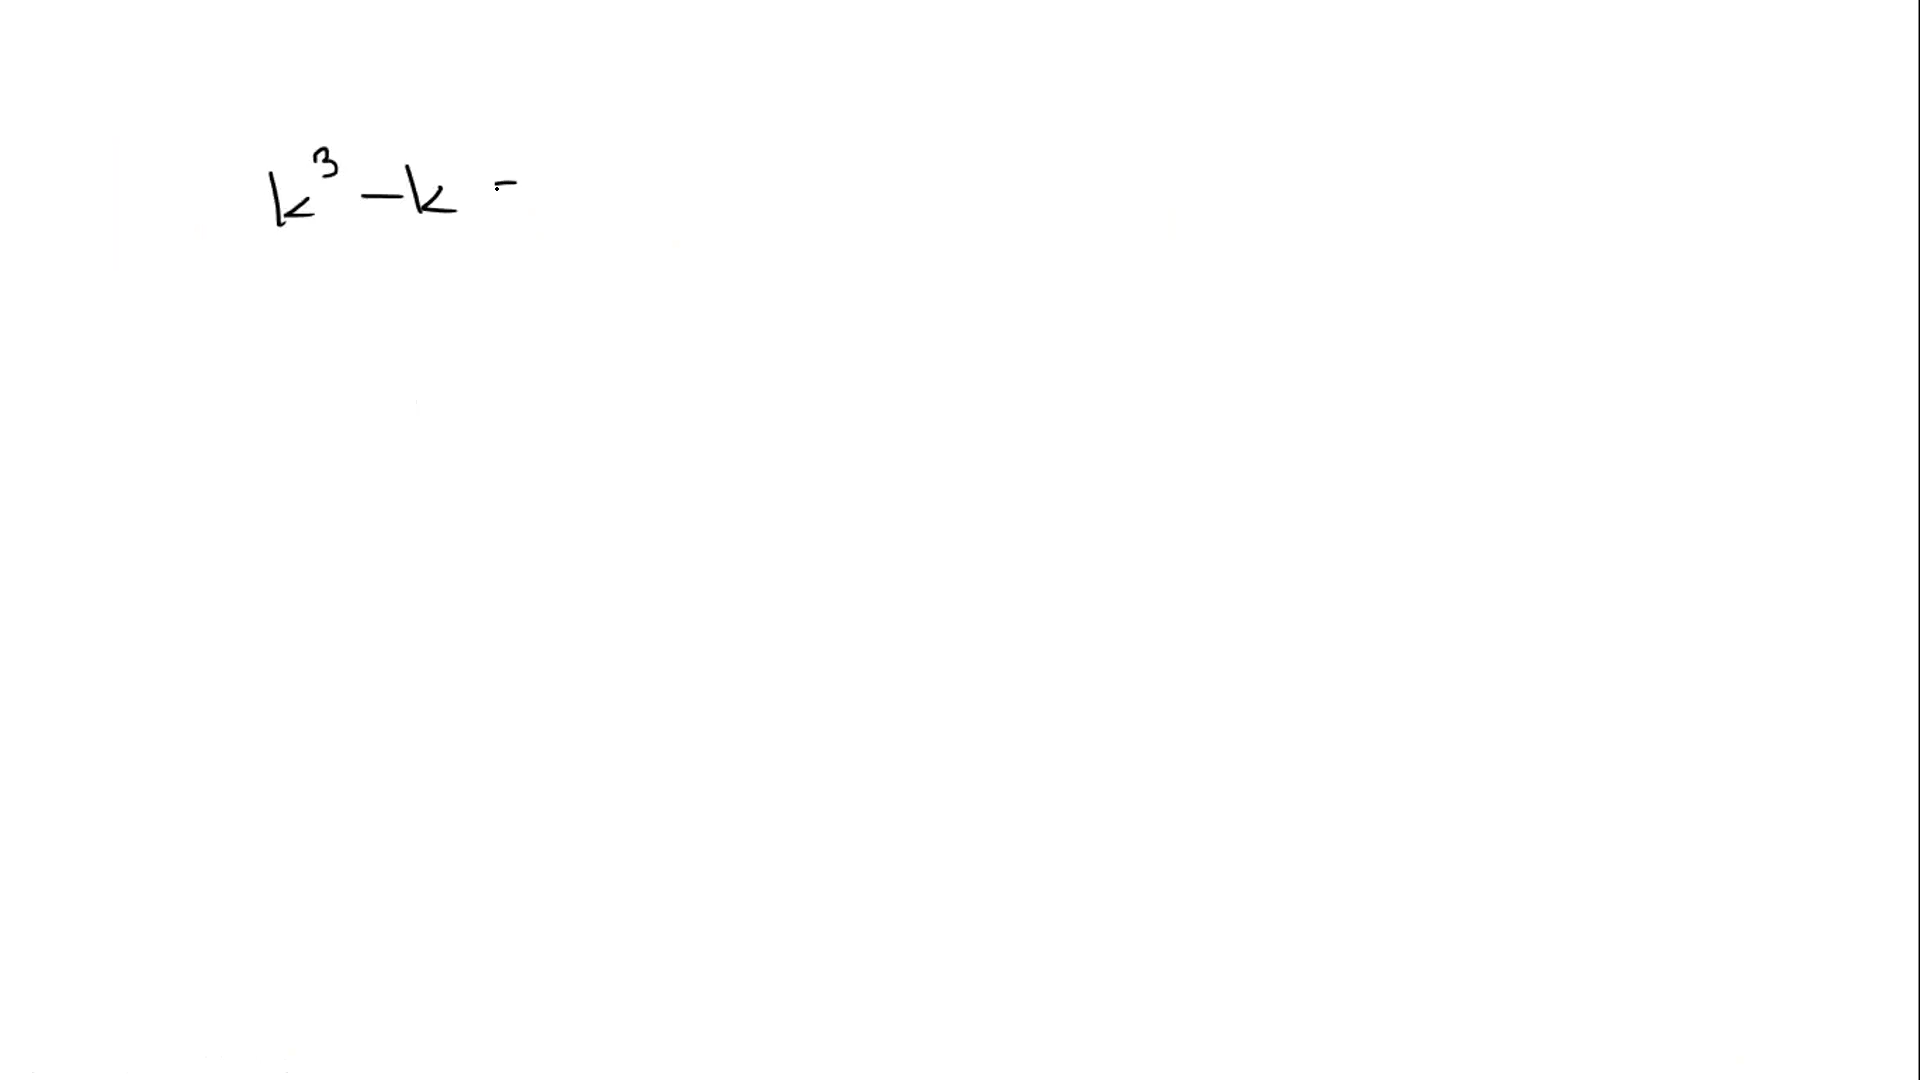 k³ - k =